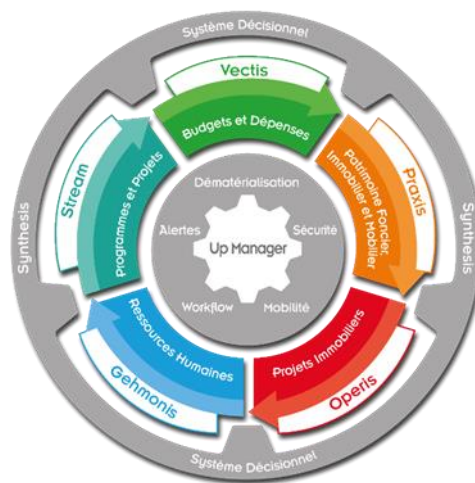 Système Décisionnel
Vectis
Budgets et Dépenses
Stream
Programmes et Projets
Praxis
Patrimoine Foncier,
Immobilier et Mobilier
Synthesis
Synthesis
Dématérialisation
Alertes
Sécurité
Up Manager
Workflow
Mobilité
Ressources Humaines
Gehmonis
Projets Immobiliers
Operis
Système Décisionnel